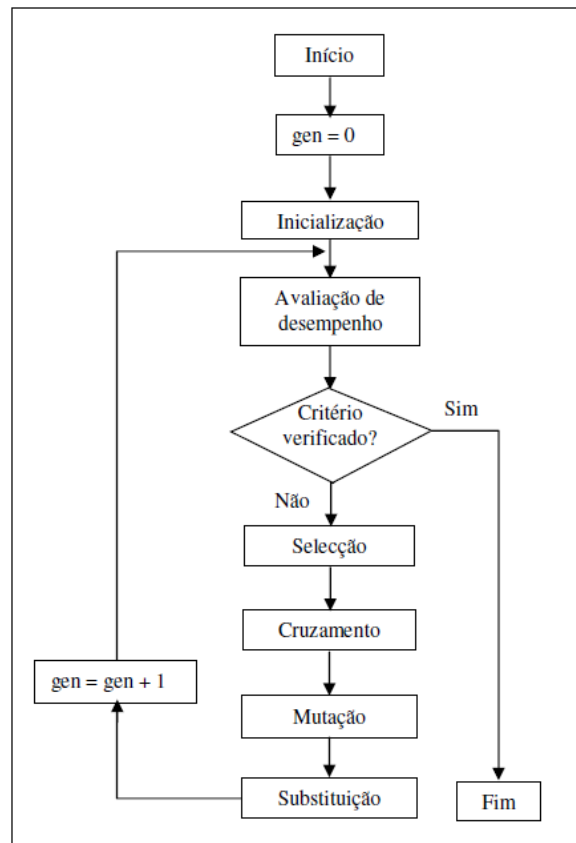 Início
gen = 0
Inicialização
Avaliação de
desempenho
Critério
verificado?
Sim
Não
Selecção
Cruzamento
gen = gen + 1
Mutação
Substituição
Fim